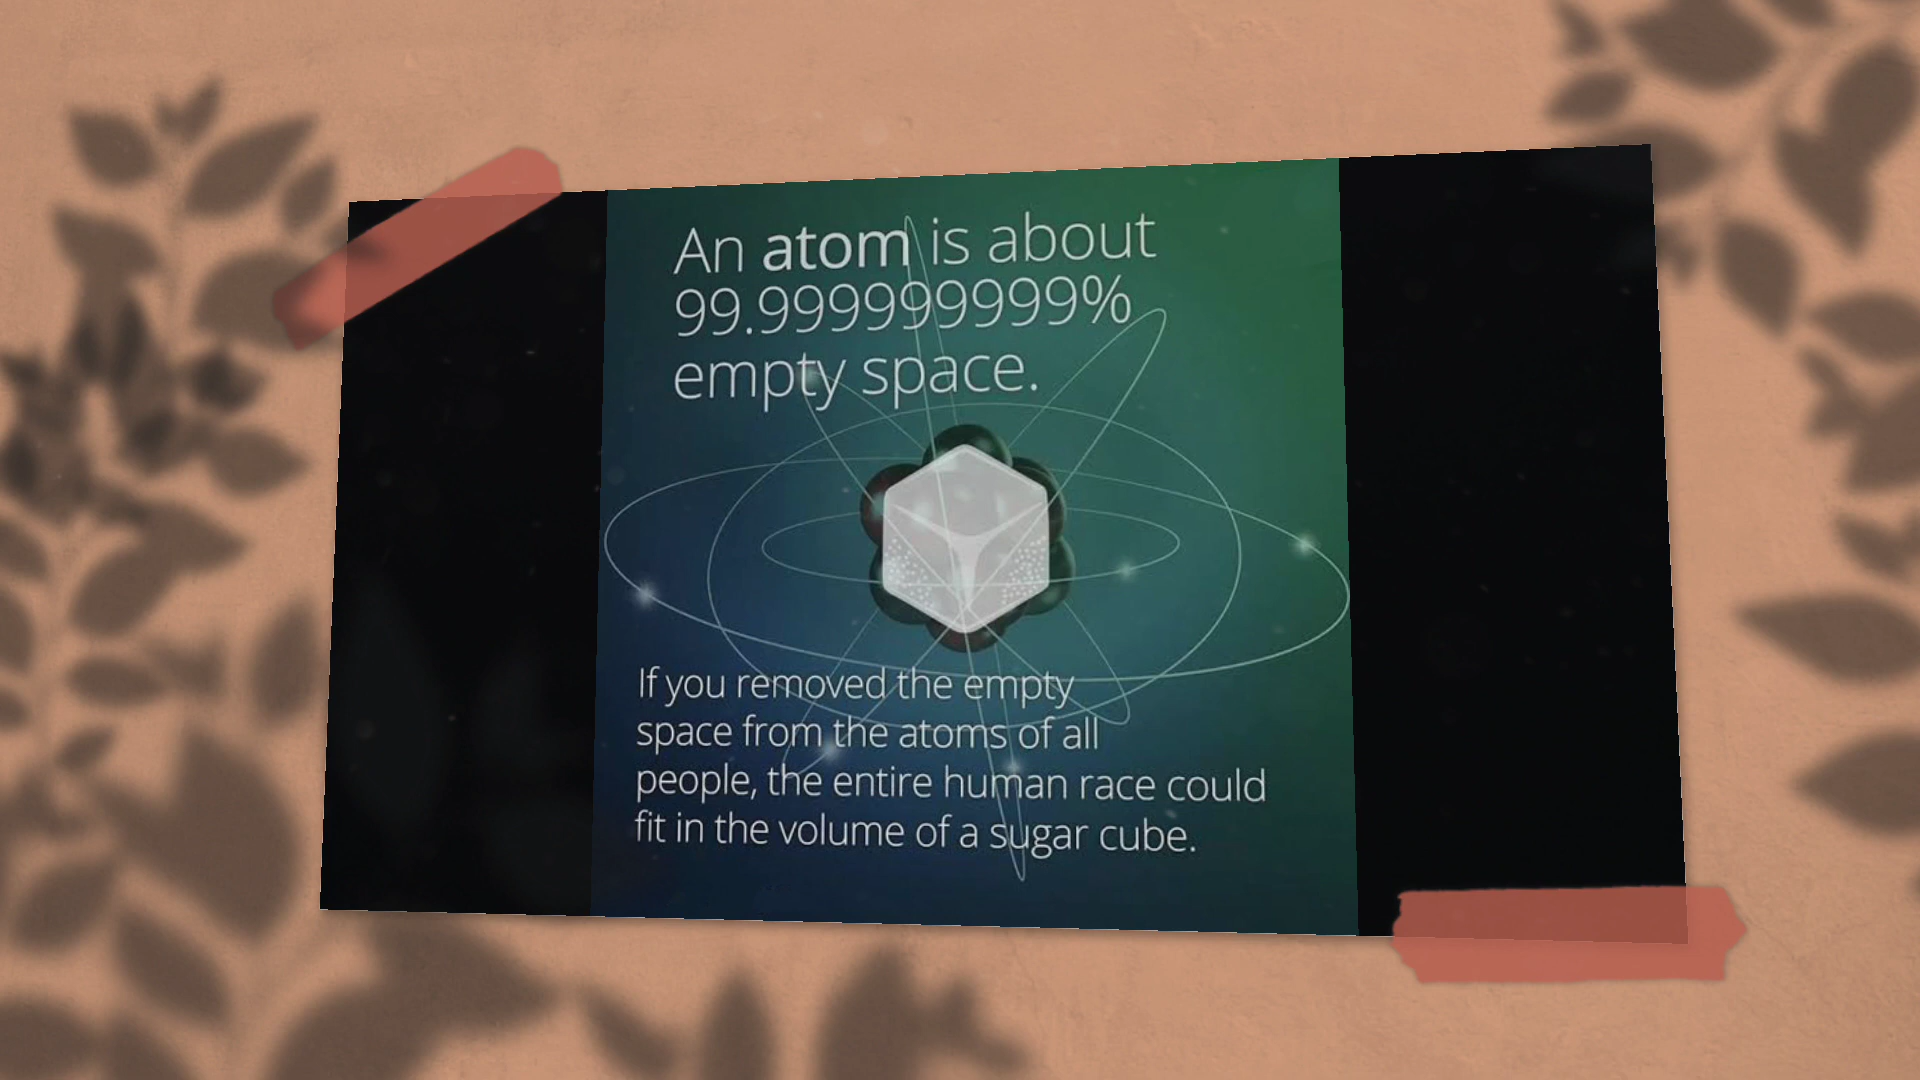 An atom is about
99.999999999%
empty space.
If you removed the empty
space from the atoms of all
people, the entire human race could
fit in the volume of a sugar cube.